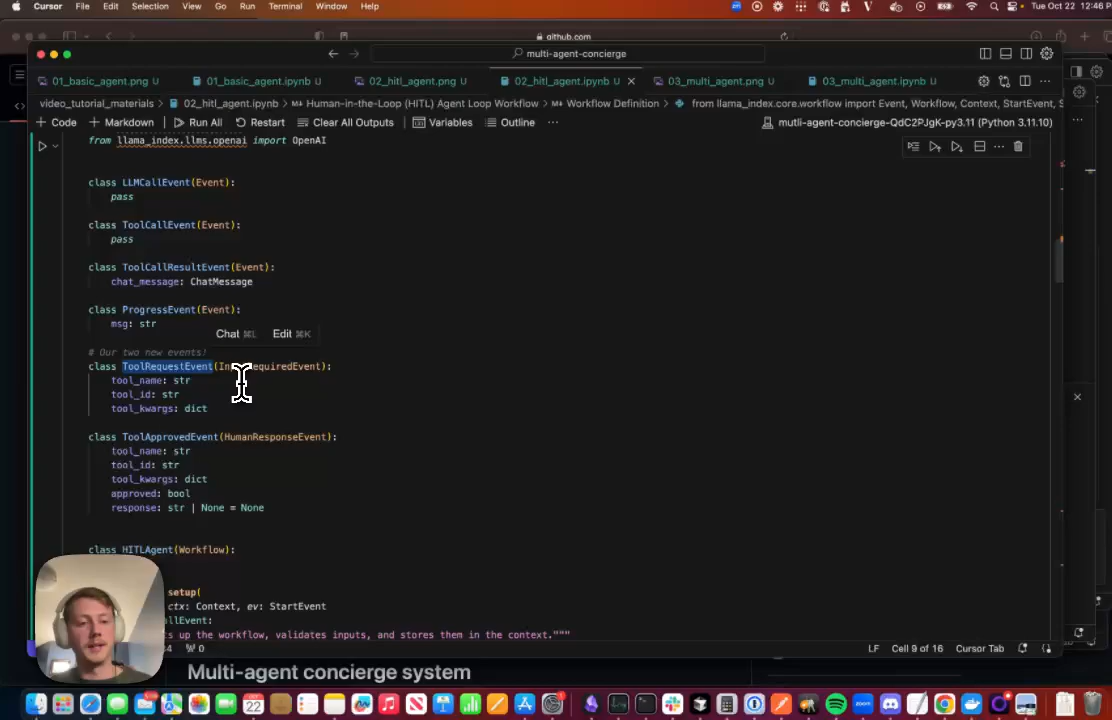 Cursor File Edit Selection View Go Run Terminal Window Help Tue Oct 22 12:46 P
github.com
multi-agent-concierge
01_basic_agent.png U 01_basic_agent.ipynb U 02_hitl_agent.png U 02_hitl_agent.ipynb U 03_multi_agent.png U 03_multi_agent.ipynb U
video_tutorial_materials > 02_hitl_agent.ipynb > Human-in-the-Loop (HITL) Agent Loop Workflow > Workflow Definition > from llama_index.core.workflow import Event, Workflow, Context, StartEvent, S
+ Code + Markdown Run All Restart Clear All Outputs Variables Outline ... mutli-agent-concierge-QdC2PJgK-py3.11 (Python 3.11.10)
from llama_index.llms.openai import OpenAI
class LLMCallEvent(Event):
pass
class ToolCallEvent(Event):
pass
class ToolCallResultEvent(Event):
chat_message: ChatMessage
class ProgressEvent(Event):
msg: str
Chat ⌘L Edit ⌘K
# Our two new events!
class ToolRequestEvent(In RequiredEvent):
tool_name: str
tool_id: str
tool_kwargs: dict
class ToolApprovedEvent(HumanResponseEvent):
tool_name: str
tool_id: str
tool_kwargs: dict
approved: bool
response: str | None = None
class HITLAgent(Workflow):
setup(
ctx: Context, ev: StartEvent
allEvent:
ts up the workflow, validates inputs, and stores them in the context."""
LF Cell 9 of 16 Cursor Tab
Multi-agent concierge system